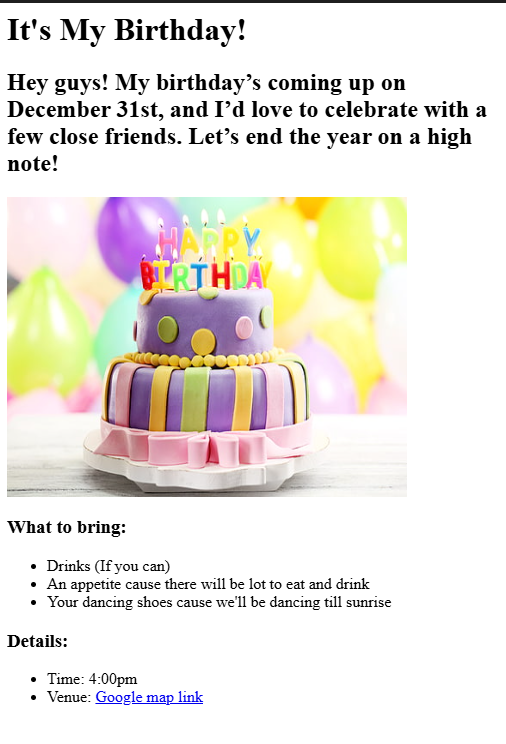 It's My Birthday!
Hey guys! My birthday’s coming up on
December 31st, and I’d love to celebrate with a
few close friends. Let’s end the year on a high
note!
HAPPY
BIRTHDAY
What to bring:
Drinks (If you can)
An appetite cause there will be lot to eat and drink
Your dancing shoes cause we'll be dancing till sunrise
Details:
Time: 4:00pm
Venue: Google map link